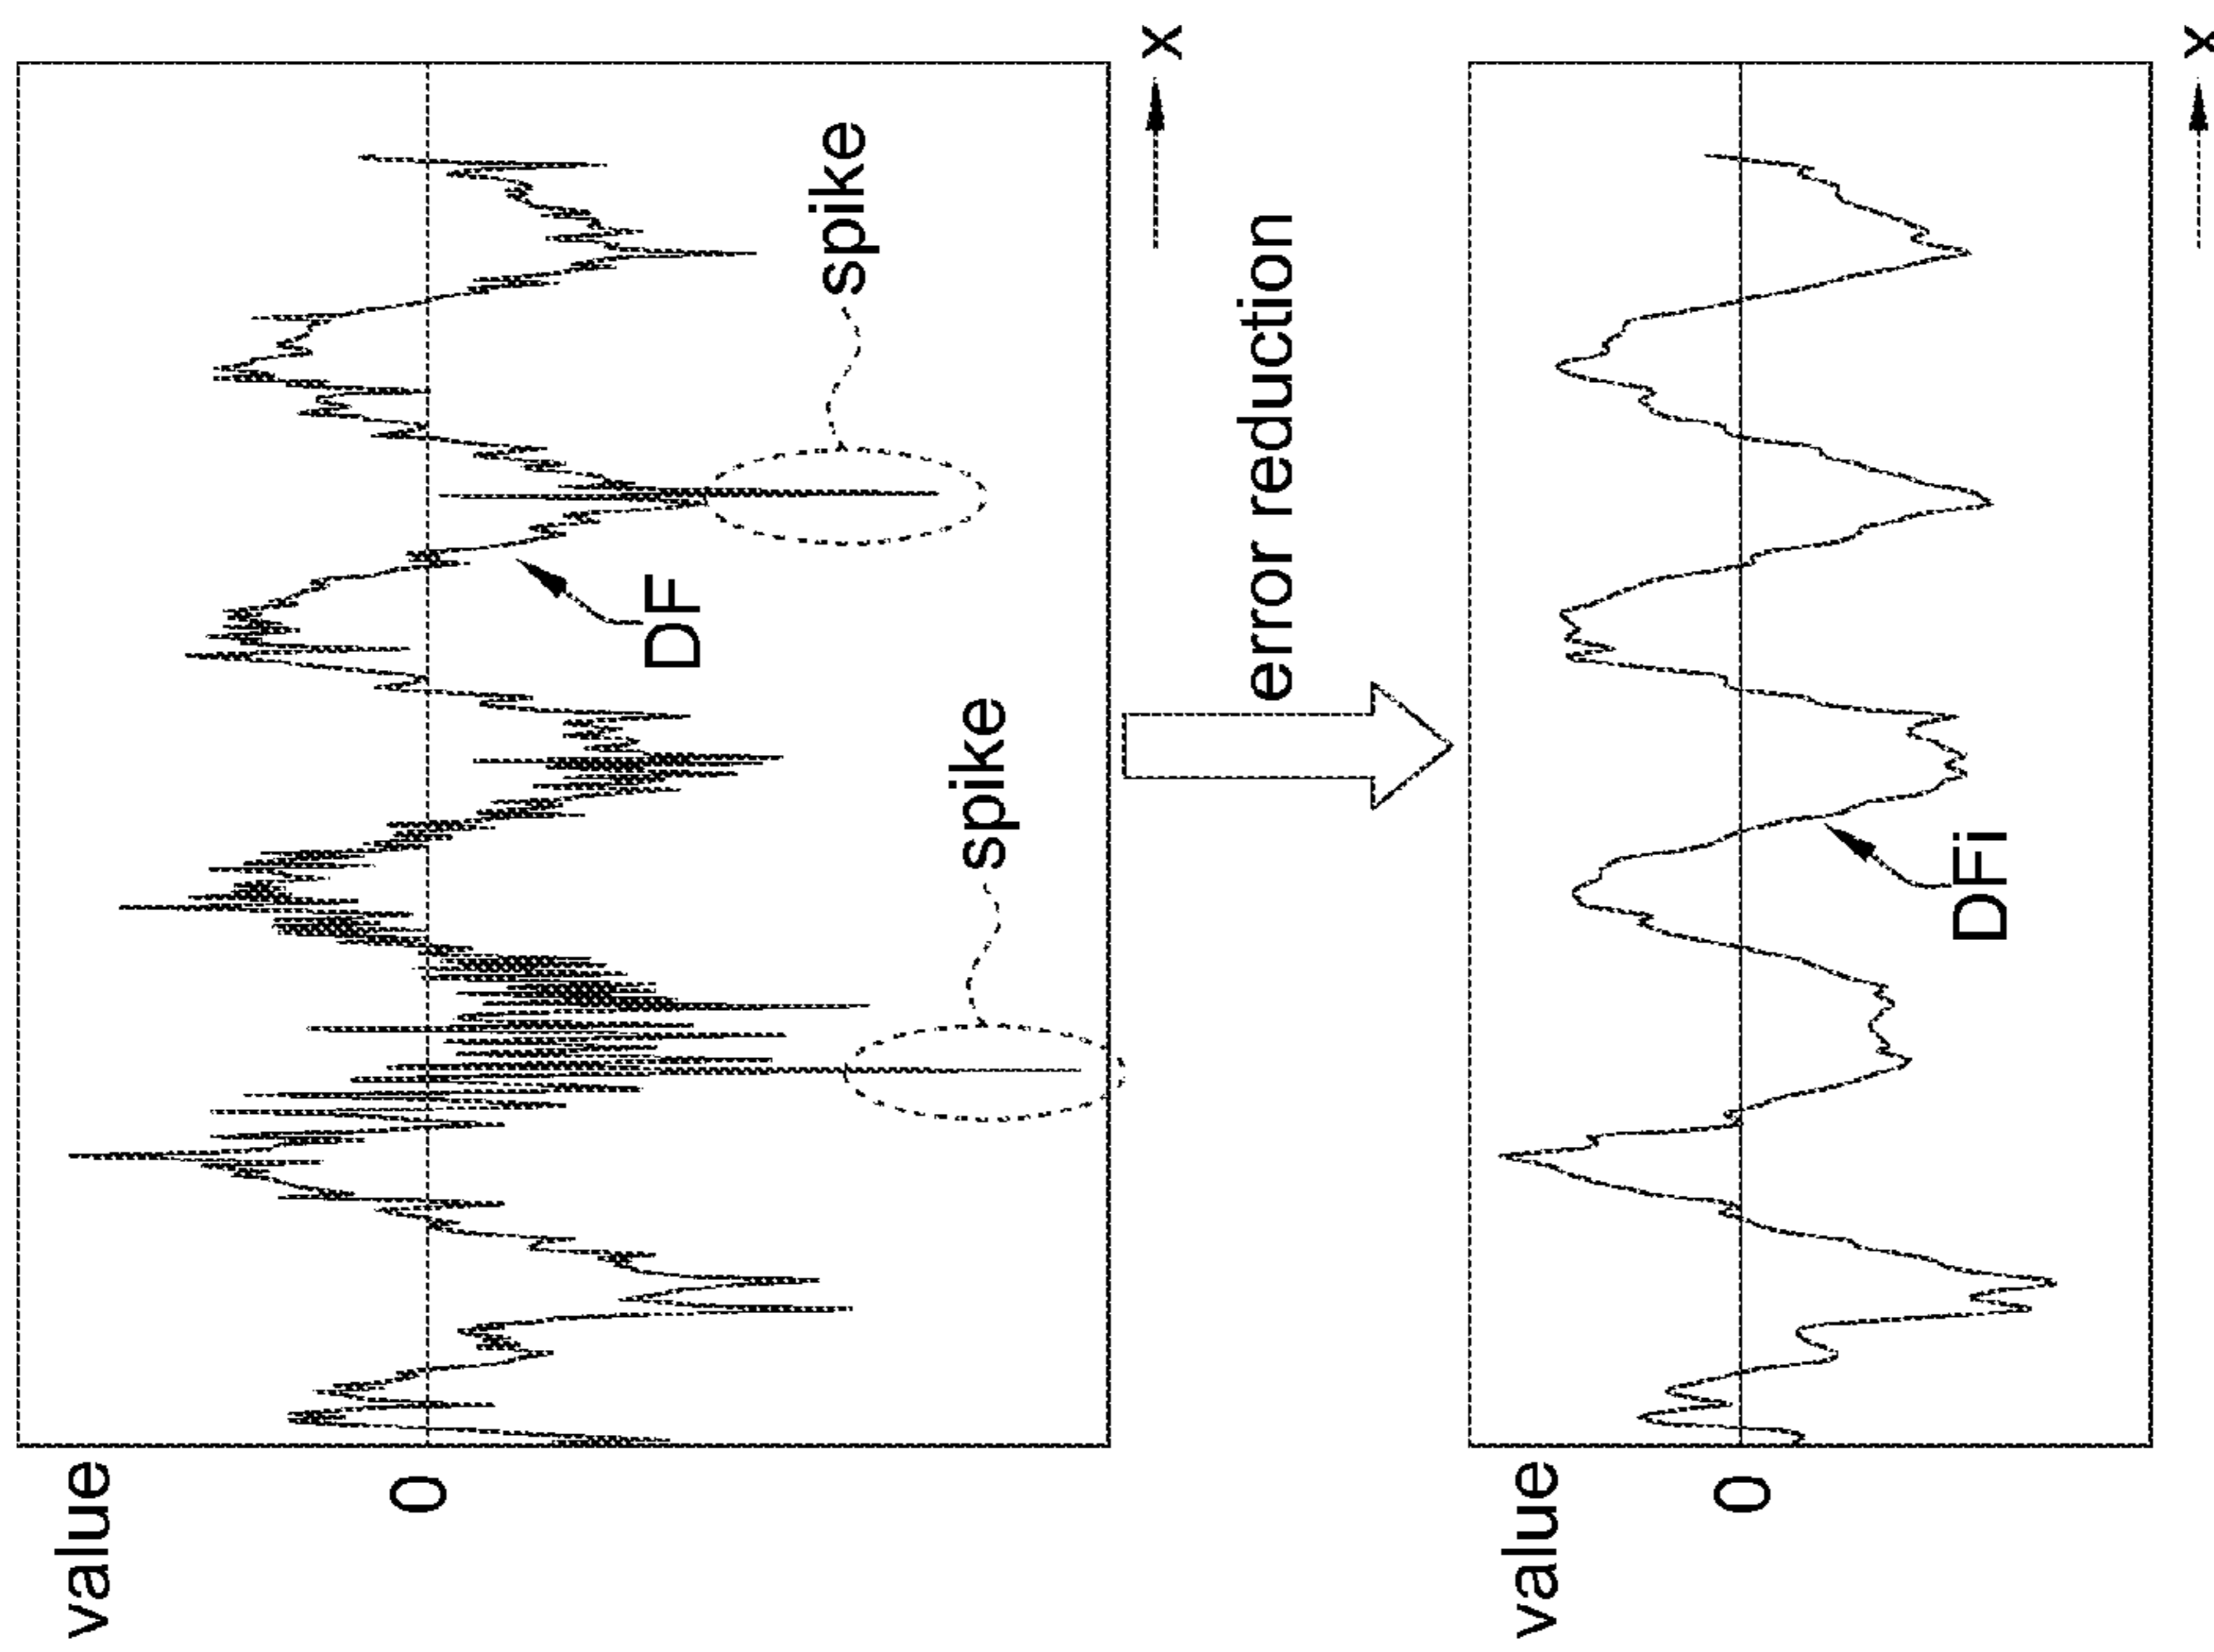 value
0
DF
spike
spike
x
error reduction
value
0
DFi
x